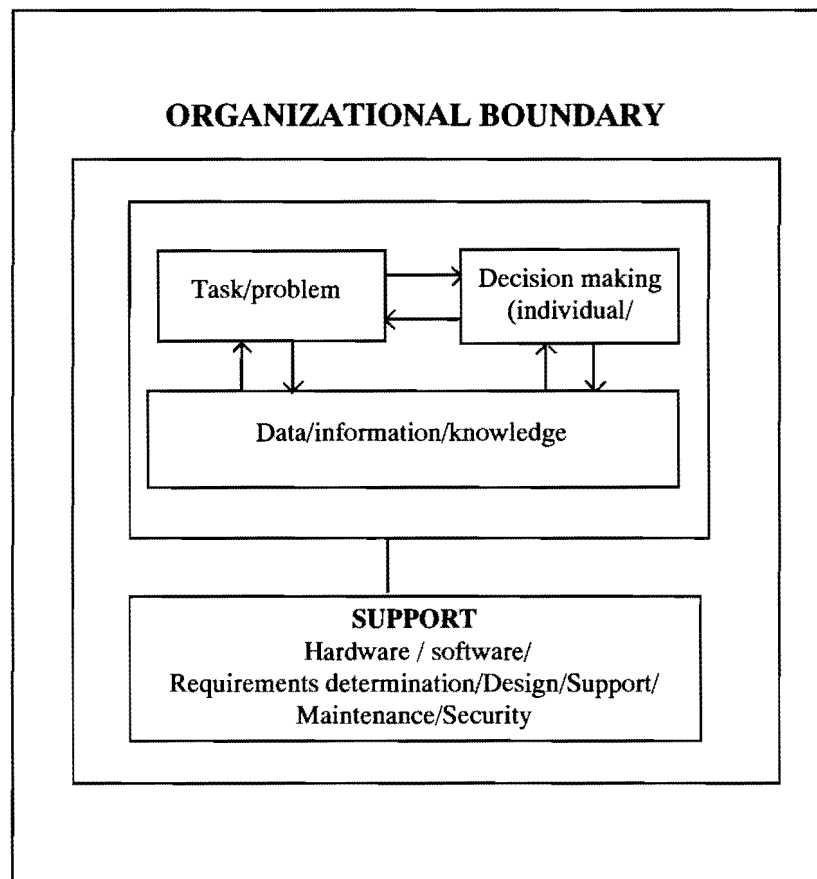 ORGANIZATIONAL BOUNDARY
Task/problem
Decision making
(individual/
Data/information/knowledge
SUPPORT
Hardware / software/
Requirements determination/Design/Support/
Maintenance/Security